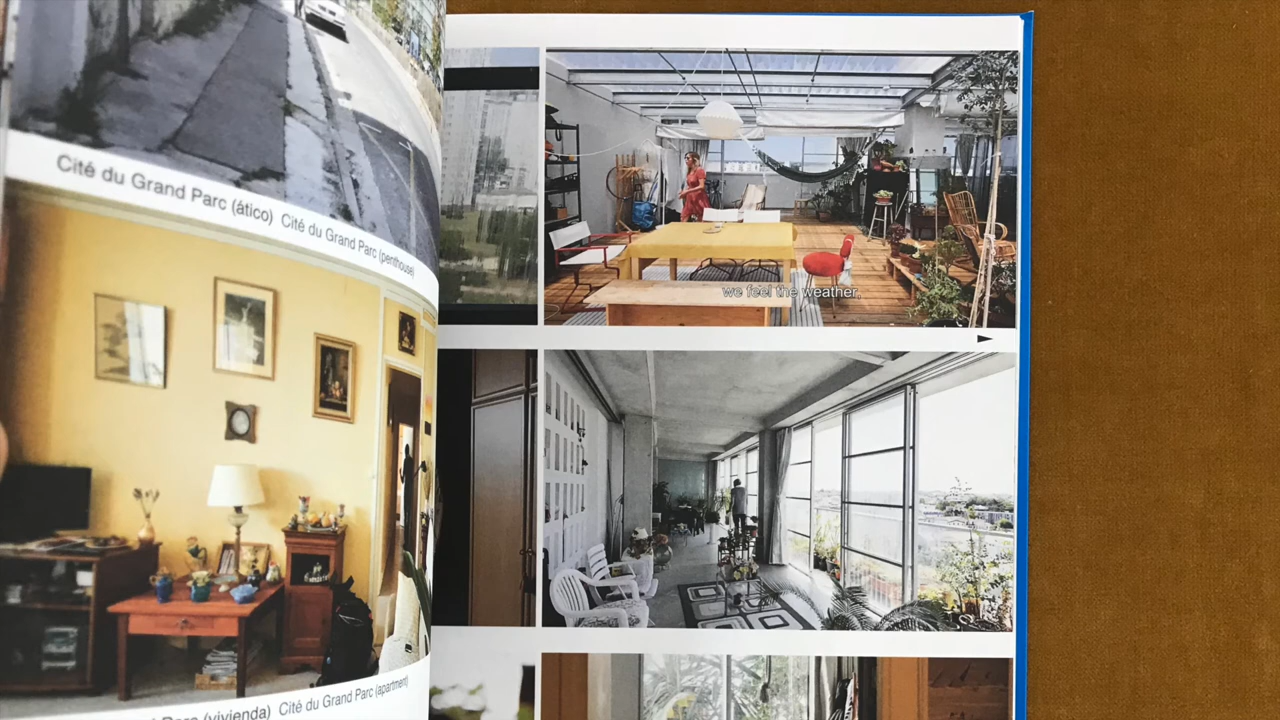 Cité du Grand Parc (ático) Cité du Grand Parc (penthouse)
we feel the weather.
(vivienda) Cité du Grand Parc (apartment)